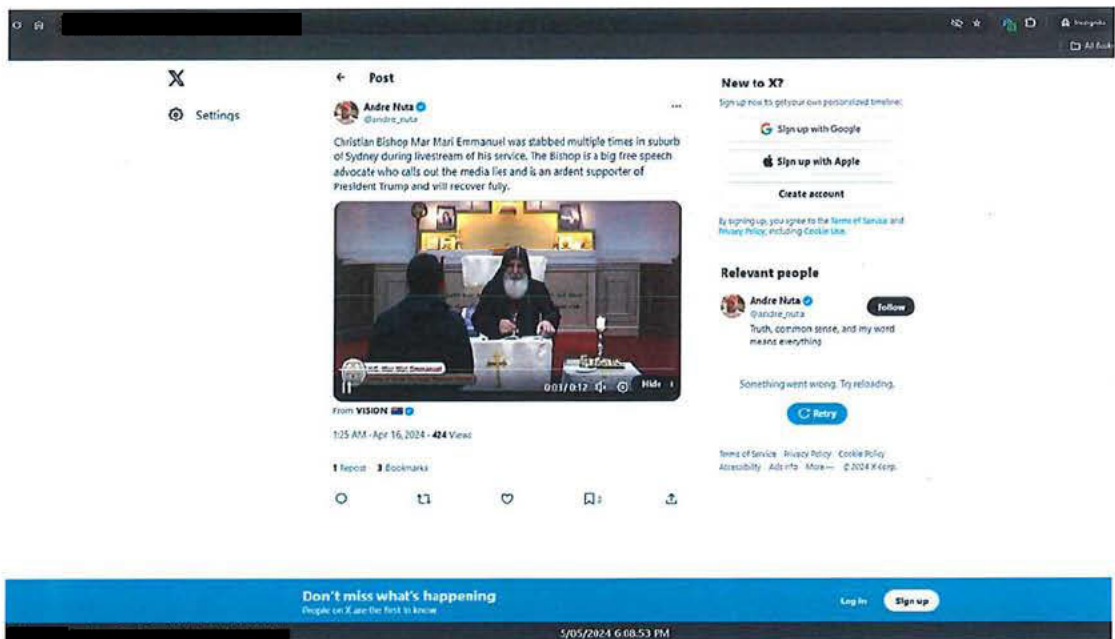 Incognito
All Book
X
Settings
← Post
Andre Nuta
@andre_nuta
Christian Bishop Mar Mari Emmanuel was stabbed multiple times in suburb
of Sydney during livestream of his service. The Bishop is a big free speech
advocate who calls out the media lies and is an ardent supporter of
President Trump and will recover fully.
H.E. Mar Mari Emmanuel
0:03/0:12
Hide
From VISION
1:25 AM · Apr 16, 2024 · 424 Views
1 Repost 3 Bookmarks
New to X?
Sign up now to get your own personalized timeline!
Sign up with Google
Sign up with Apple
Create account
By signing up, you agree to the Terms of Service and
Privacy Policy, including Cookie Use.
Relevant people
Andre Nuta
@andre_nuta
Follow
Truth, common sense, and my word
means everything
Something went wrong. Try reloading.
Retry
Terms of Service Privacy Policy Cookie Policy
Accessibility Ads info More... © 2024 X Corp.
Don't miss what's happening
People on X are the first to know.
Log in
Sign up
5/05/2024 6:08:53 PM